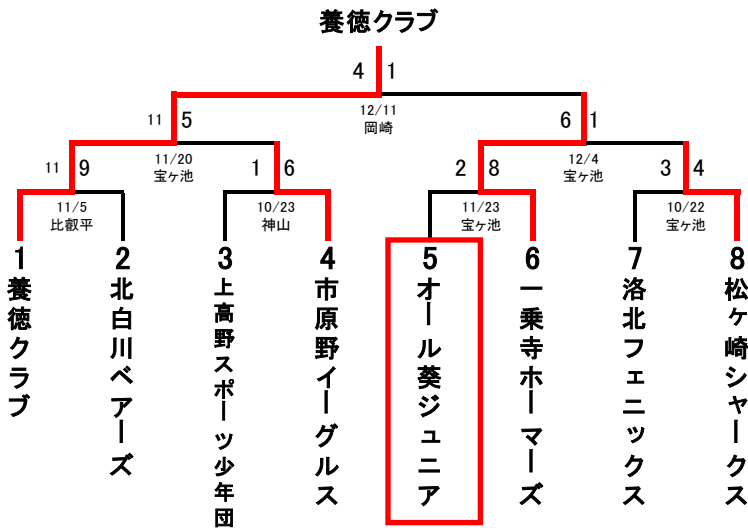 養徳クラブ
4 1
12/11
岡崎
11 5
6 1
11/20
宝ヶ池
12/4
宝ヶ池
11 9
1 6
2 8
3 4
11/5
比叡平
10/23
神山
11/23
宝ヶ池
10/22
宝ヶ池
1 養徳クラブ
2 北白川ベアーズ
3 上高野スポーツ少年団
4 市原野イーグルス
5 オール葵ジュニア
6 一乗寺ホーマーズ
7 洛北フェニックス
8 松ヶ崎シャークス